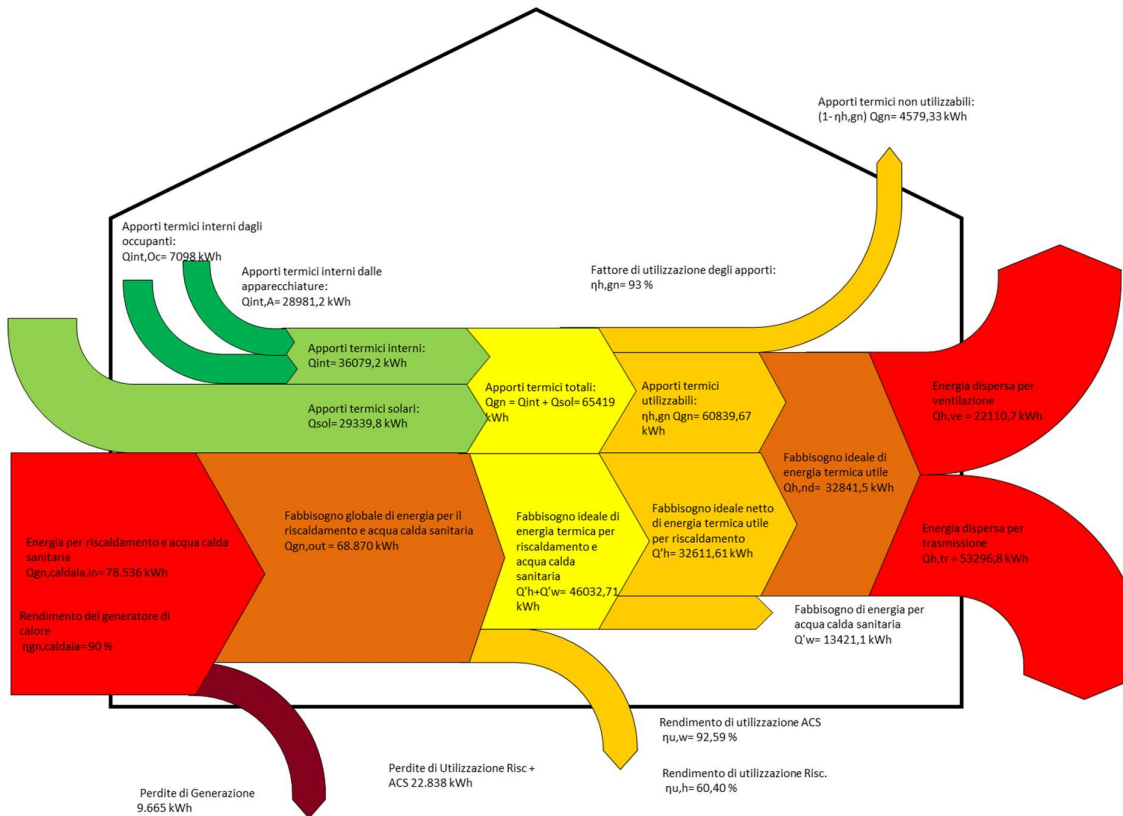 Apporti termici non utilizzabili:
(1- ηh,gn) Qgn= 4579,33 kWh
Apporti termici interni dagli
occupanti:
Qint,Oc= 7098 kWh
Apporti termici interni dalle
apparecchiature:
Qint,A= 28981,2 kWh
Fattore di utilizzazione degli apporti:
ηh,gn= 93 %
Apporti termici interni:
Qint= 36079,2 kWh
Apporti termici solari:
Qsol= 29339,8 kWh
Apporti termici totali:
Qgn = Qint + Qsol= 65419
kWh
Apporti termici
utilizzabili:
ηh,gn Qgn= 60839,67
kWh
Energia dispersa per
ventilazione
Qh,ve = 22110,7 kWh
Fabbisogno ideale di
energia termica utile
Qh,nd= 32841,5 kWh
Energia per riscaldamento e acqua calda
sanitaria
Qgn,caldaia,in= 78.536 kWh
Rendimento del generatore di
calore
ηgn,caldaia= 90 %
Fabbisogno globale di energia per il
riscaldamento e acqua calda sanitaria
Qgn,out = 68.870 kWh
Fabbisogno ideale di
energia termica per
riscaldamento e
acqua calda
sanitaria
Q'h+Q'w= 46032,71
kWh
Fabbisogno ideale netto
di energia termica utile
per riscaldamento
Q'h= 32611,61 kWh
Energia dispersa per
trasmissione
Qh,tr= 53296,8 kWh
Fabbisogno di energia per
acqua calda sanitaria
Q'w= 13421,1 kWh
Rendimento di utilizzazione ACS
ηu,w= 92,59 %
Rendimento di utilizzazione Risc.
ηu,h= 60,40 %
Perdite di Utilizzazione Risc +
ACS 22.838 kWh
Perdite di Generazione
9.665 kWh